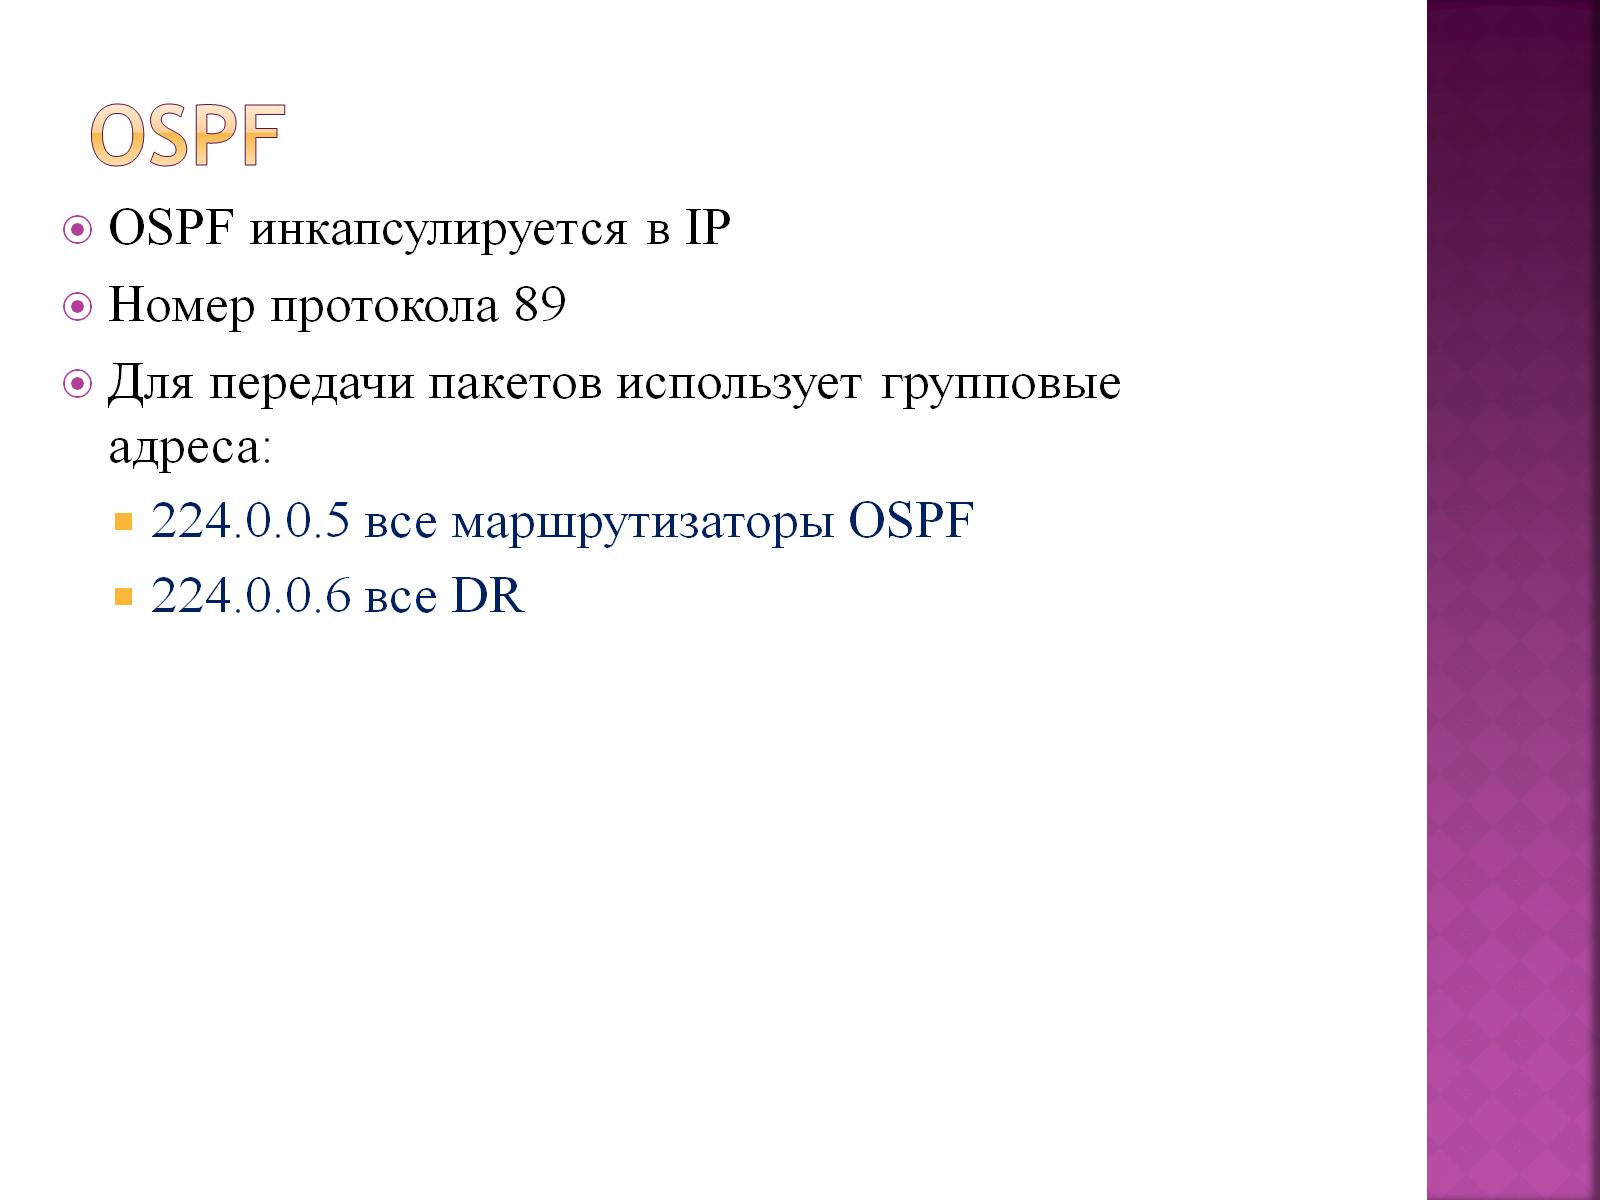 OSPF
OSPF инкапсулируется в IP
Номер протокола 89
Для передачи пакетов использует групповые
адреса:
224.0.0.5 все маршрутизаторы OSPF
224.0.0.6 все DR